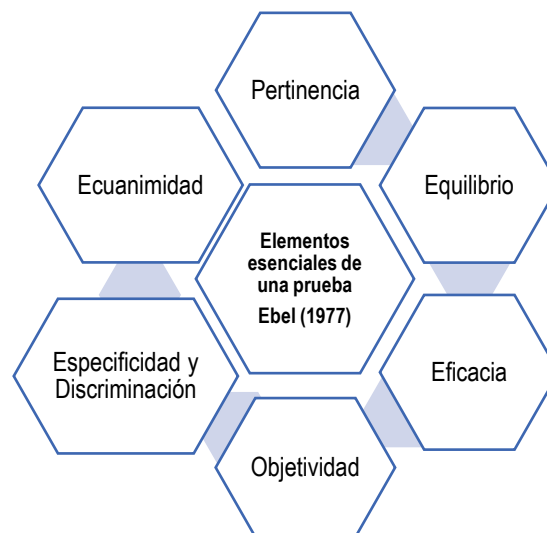 Pertinencia
Equilibrio
Eficacia
Objetividad
Especificidad y
Discriminación
Ecuanimidad
Elementos
esenciales de
una prueba
Ebel (1977)